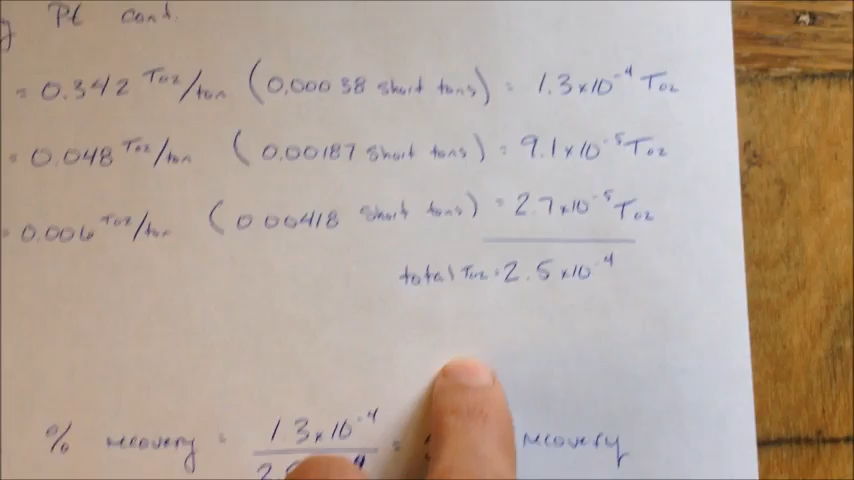 Pt cont.
= 0.342 Toz/ton (0.00038 short tons) = 1.3x10⁻⁴ Toz
= 0.048 Toz/ton (0.00187 short tons) = 9.1x10⁻⁵ Toz
= 0.006 Toz/ton (0.00418 short tons) = 2.7x10⁻⁵ Toz
total Toz = 2.5x10⁻⁴
% recovery = 1.3x10⁻⁴ = recovery